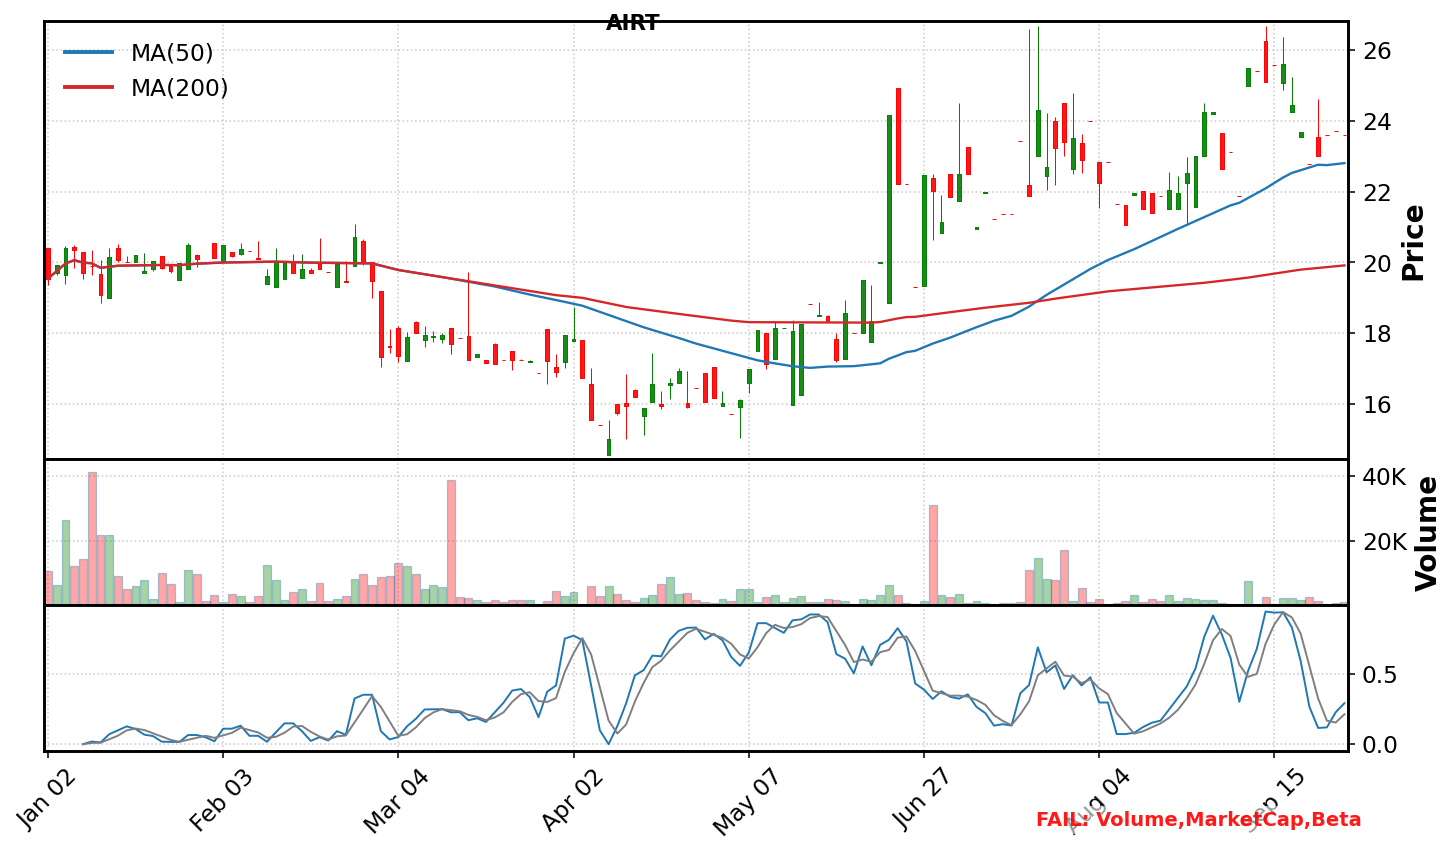 AIRT
MA(50)
MA(200)
26
24
22
20
18
16
Price
40K
20K
Volume
0.5
0.0
Jan 02
Feb 03
Mar 04
Apr 02
May 07
Jun 27
Aug 04
Sep 15
FAIL: Volume,MarketCap,Beta